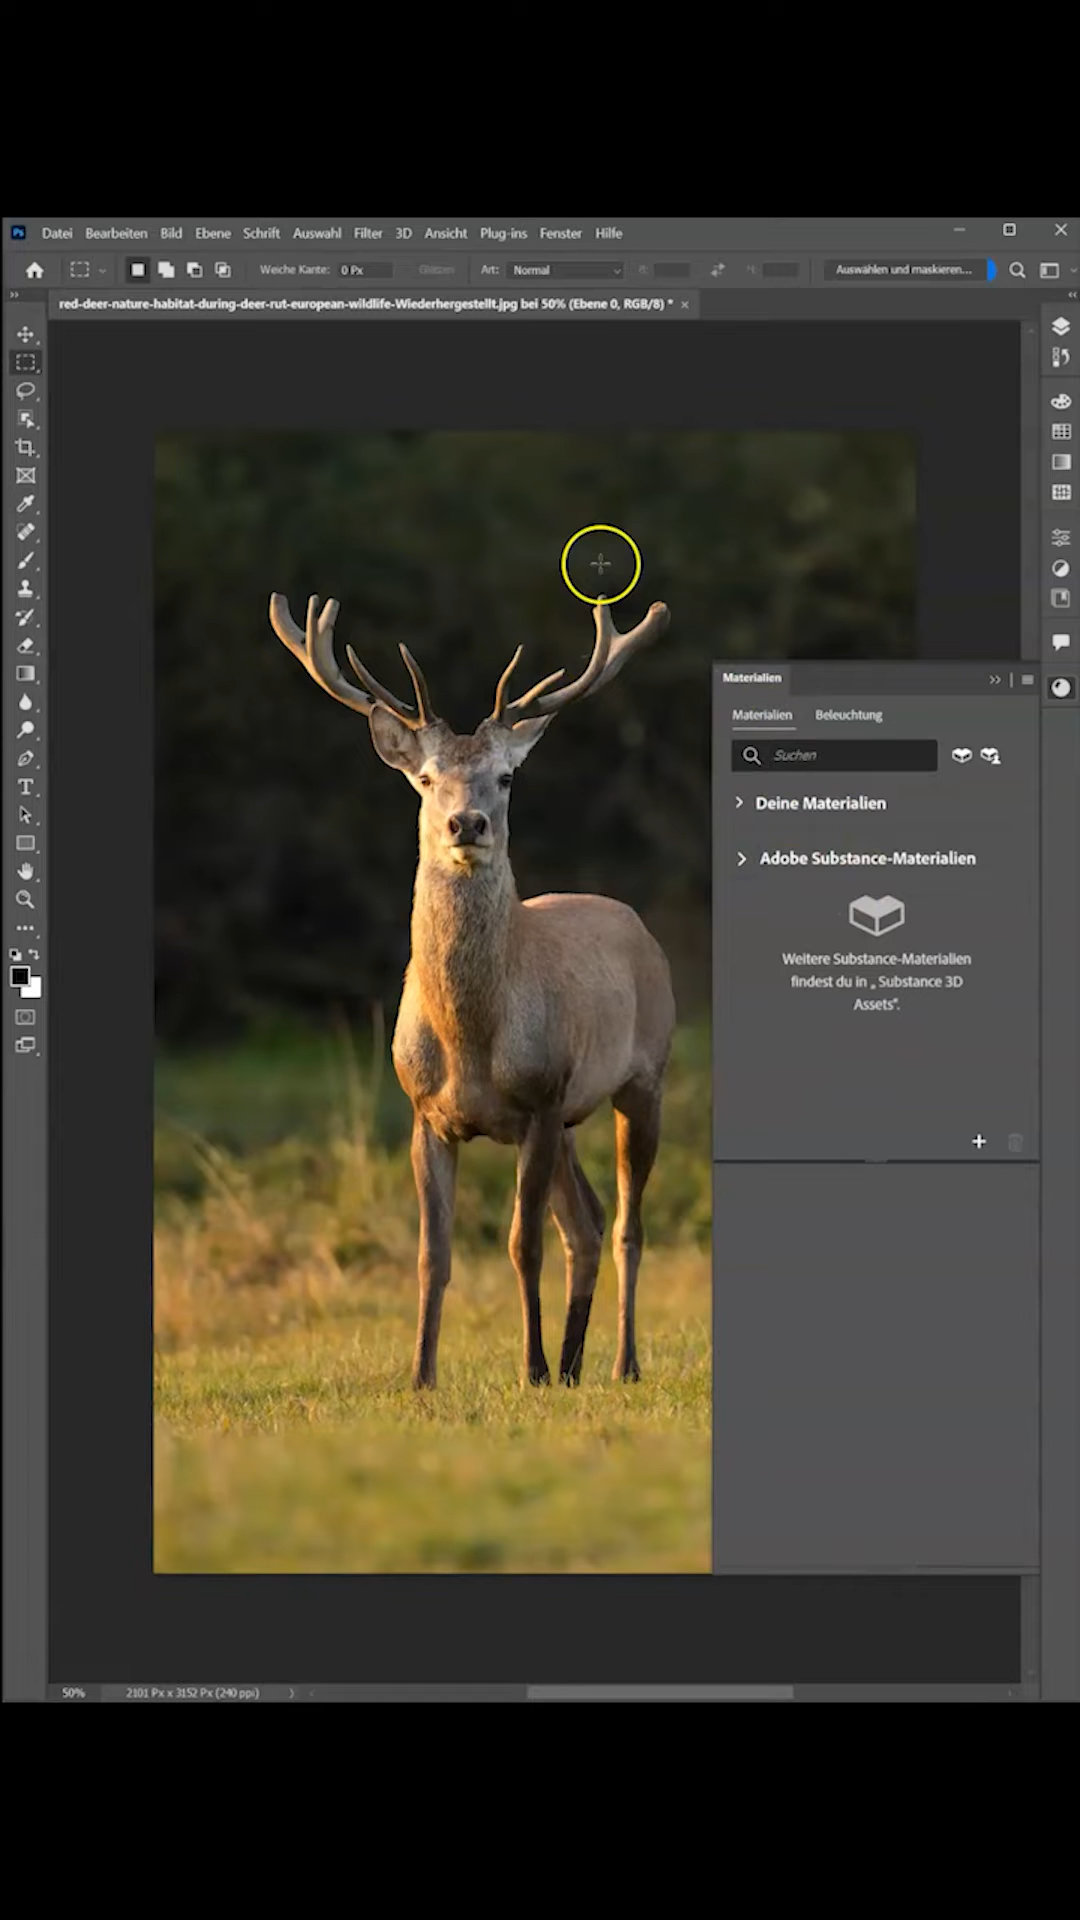 Ps Datei Bearbeiten Bild Ebene Schrift Auswahl Filter 3D Ansicht Plug-ins Fenster Hilfe
Weiche Kante: 0 Px Glätten Art: Normal B: H: Auswählen und maskieren...
red-deer-nature-habitat-during-deer-rut-european-wildlife-Wiederhergestellt.jpg bei 50% (Ebene 0, RGB/8) *
Materialien
Materialien Beleuchtung
Suchen
Deine Materialien
Adobe Substance-Materialien
Weitere Substance-Materialien
findest du in „ Substance 3D
Assets“.
50% 2101 Px x 3152 Px (240 ppi)